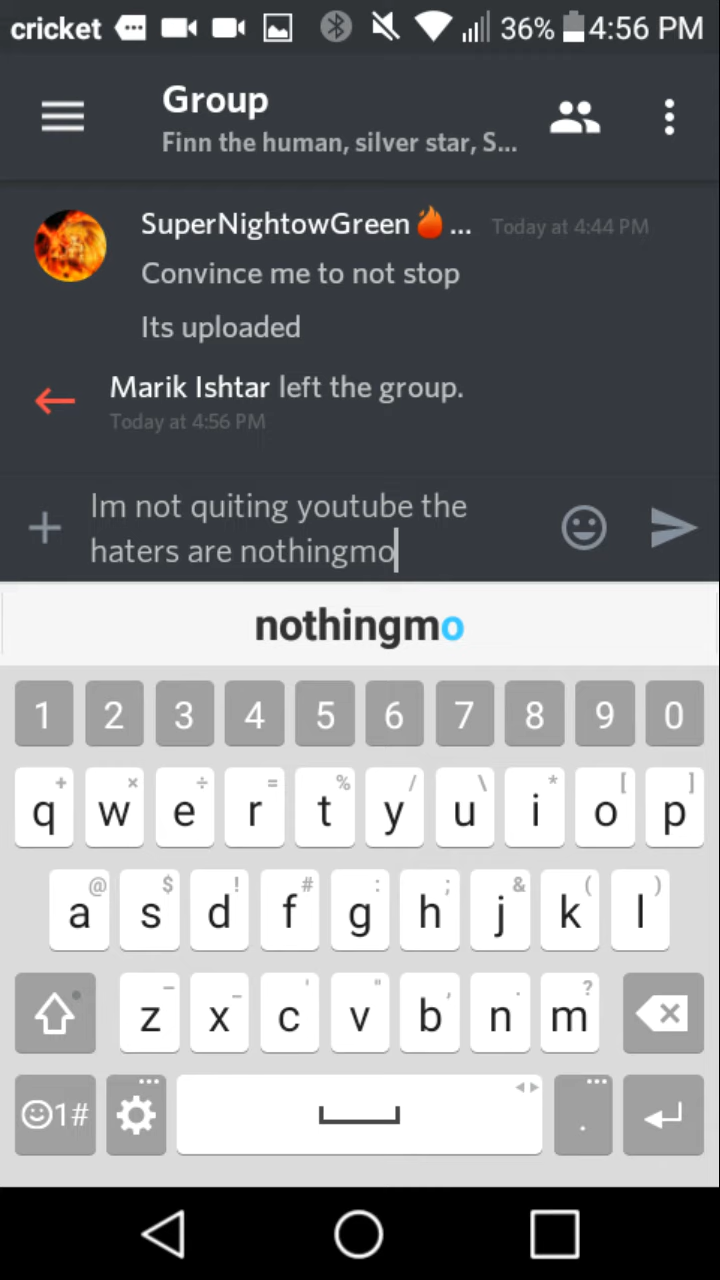 cricket 36% 4:56 PM
Group
Finn the human, silver star, S...
SuperNightowGreen🔥... Today at 4:44 PM
Convince me to not stop
Its uploaded
Marik Ishtar left the group.
Today at 4:56 PM
Im not quiting youtube the
haters are nothingmo
nothingmo
1 2 3 4 5 6 7 8 9 0
+ × ÷ = % / \ * [ ]
q w e r t y u i o p
@ $ ! # : ; & ( )
a s d f g h j k l
– _ ' " , . ?
z x c v b n m
1# .